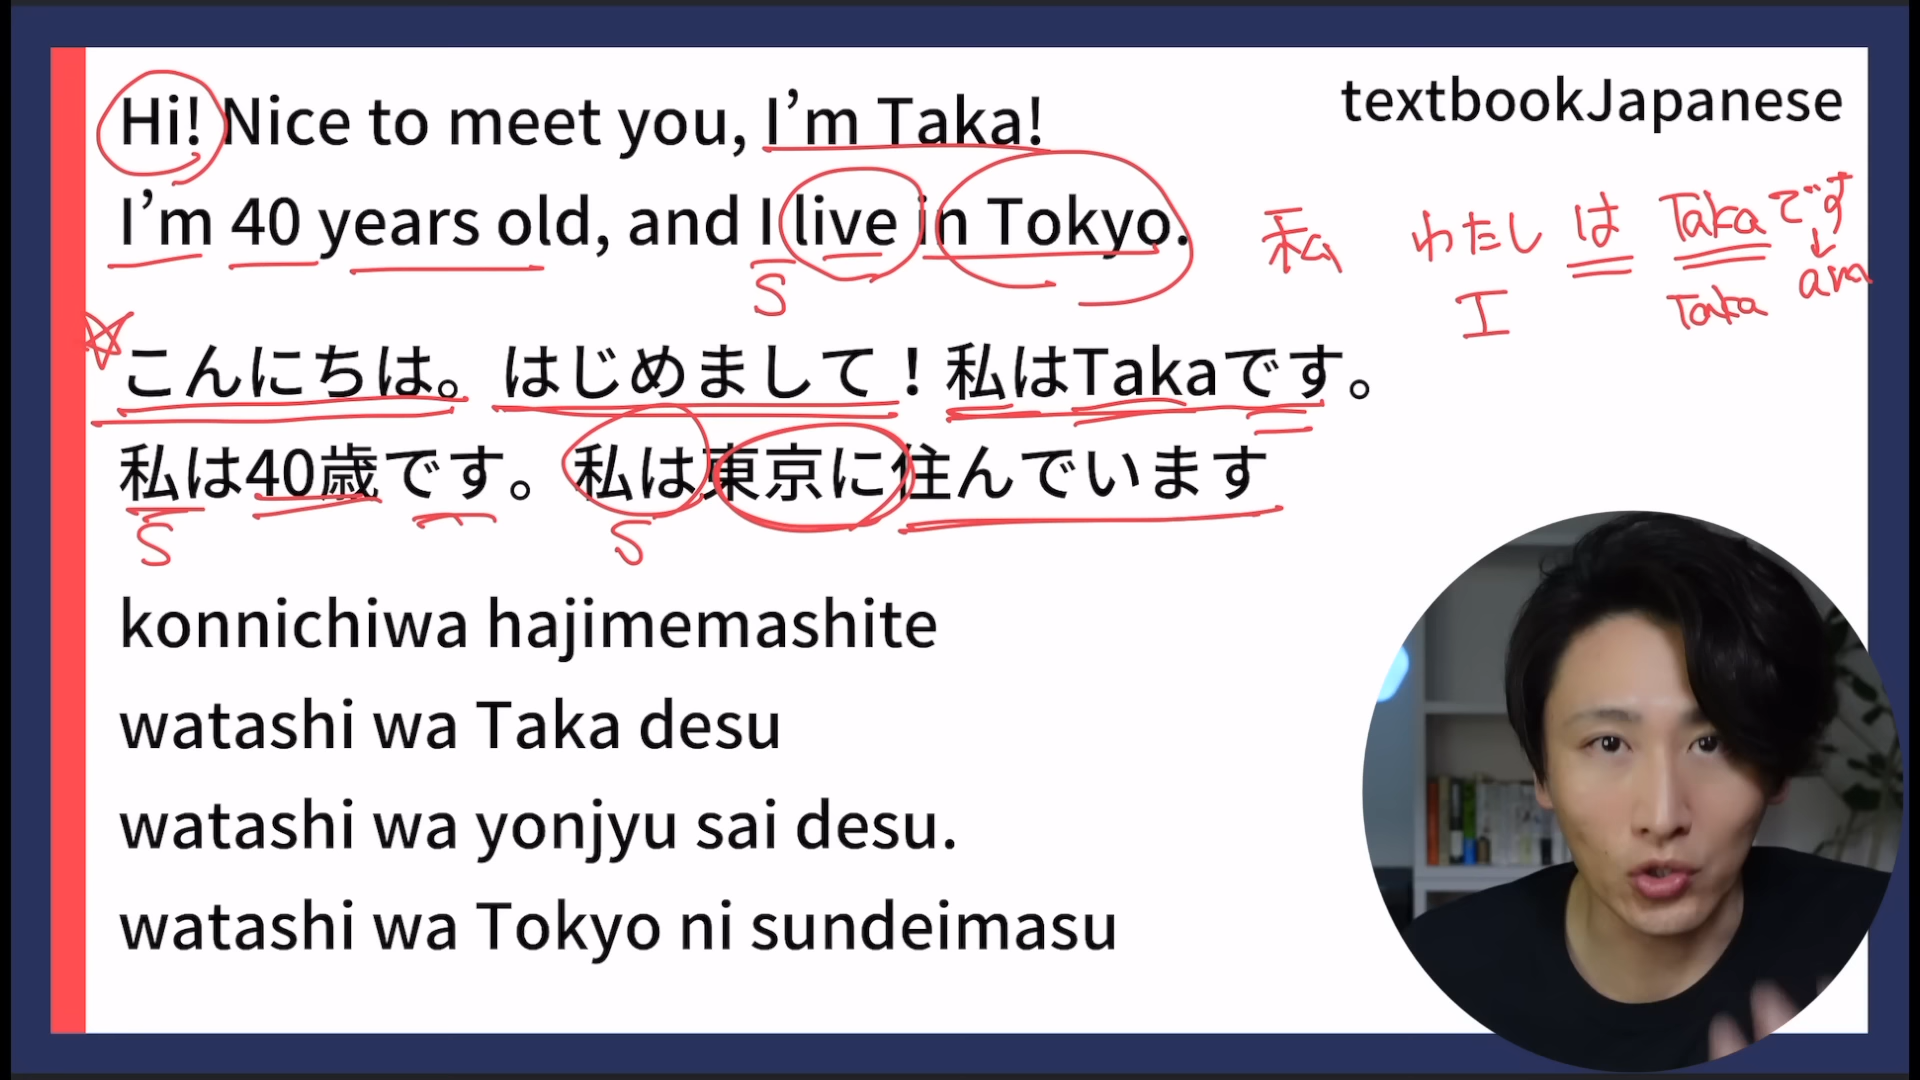 Hi! Nice to meet you, I’m Taka!
textbookJapanese
I’m 40 years old, and I live in Tokyo.
S
私 わたし は Takaです
I Taka am
こんにちは。はじめまして！私はTakaです。
私は40歳です。私は東京に住んでいます
S S
konnichiwa hajimemashite
watashi wa Taka desu
watashi wa yonjyu sai desu.
watashi wa Tokyo ni sundeimasu